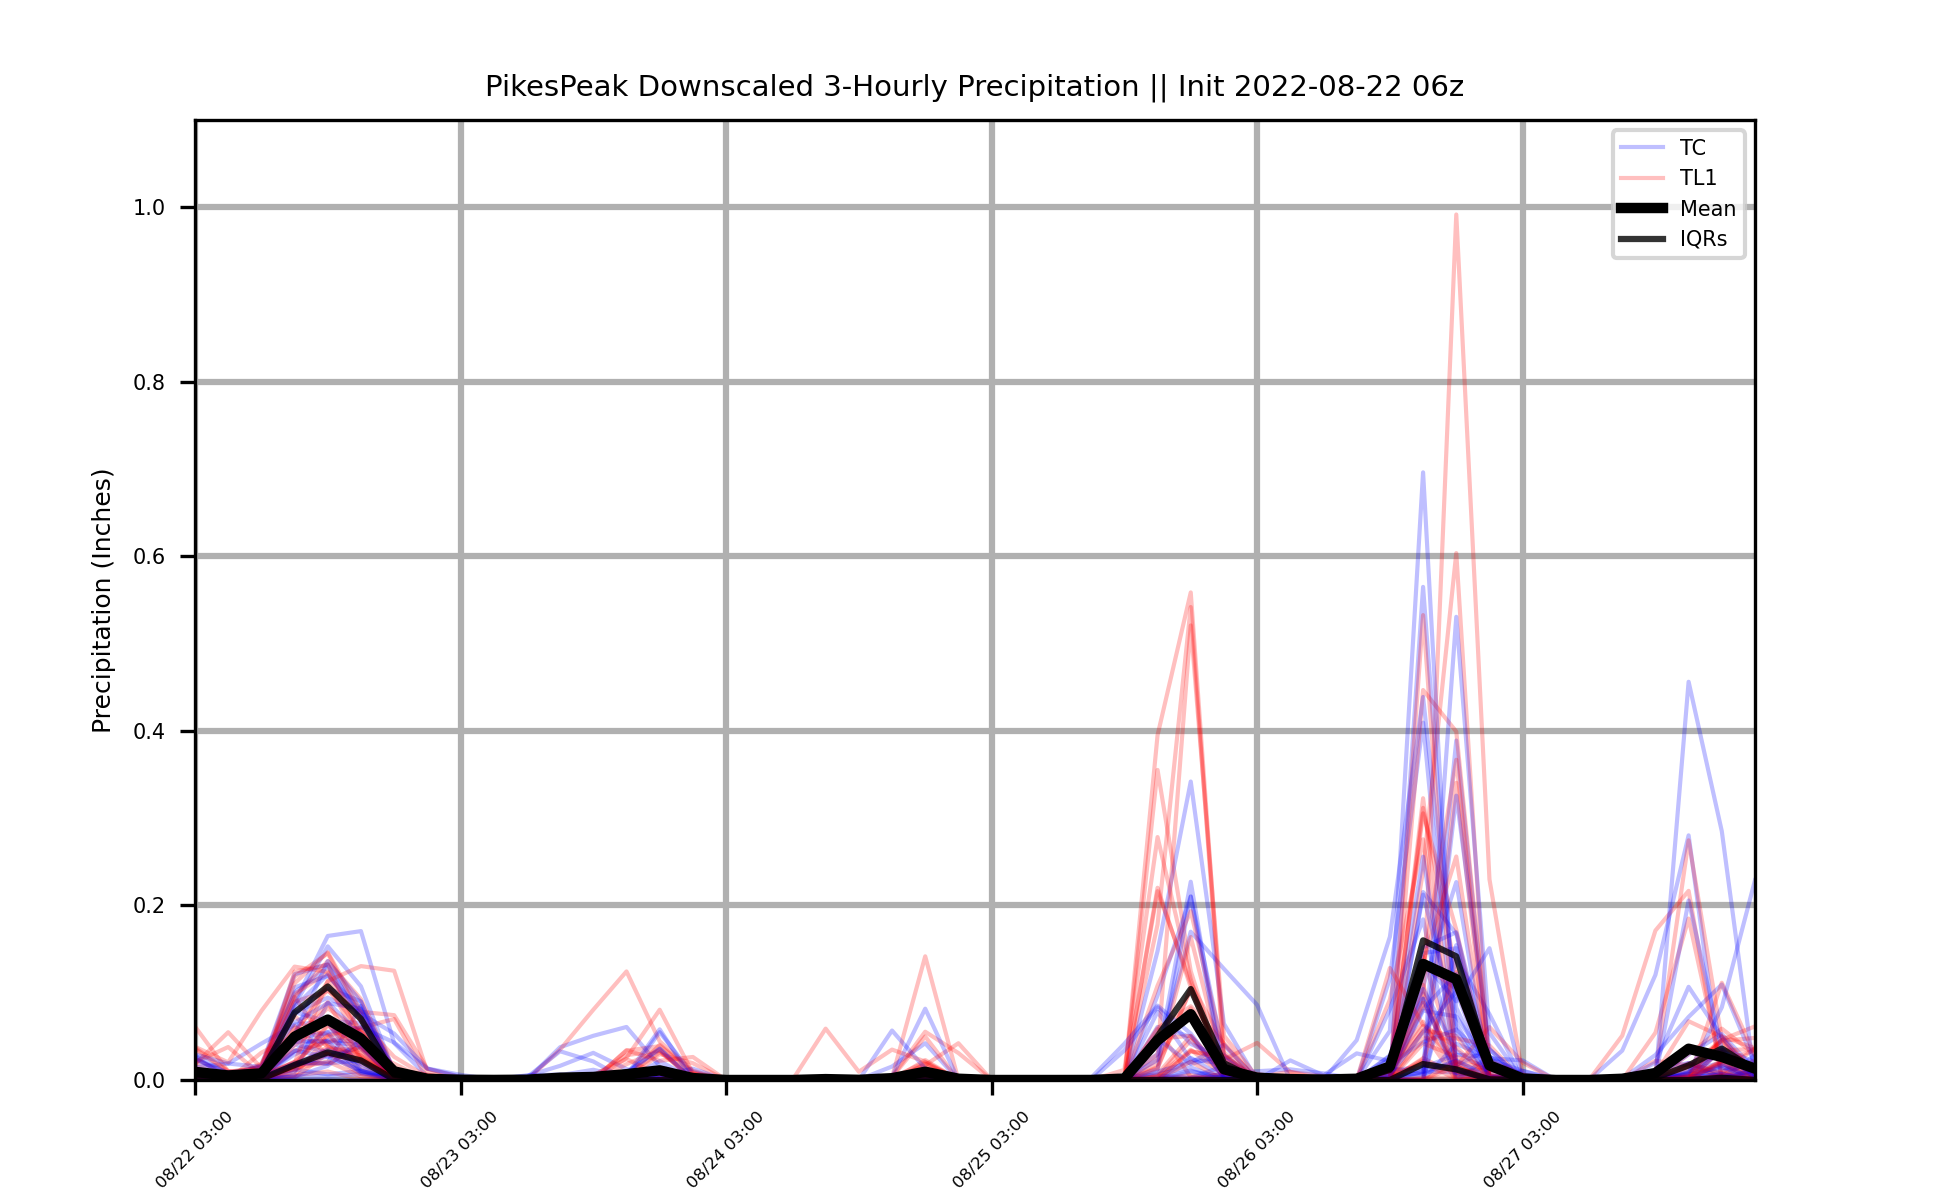 PikesPeak Downscaled 3-Hourly Precipitation || Init 2022-08-22 06z
TC
TL1
Mean
IQRs
Precipitation (Inches)
1.0
0.8
0.6
0.4
0.2
0.0
08/22 03:00
08/23 03:00
08/24 03:00
08/25 03:00
08/26 03:00
08/27 03:00